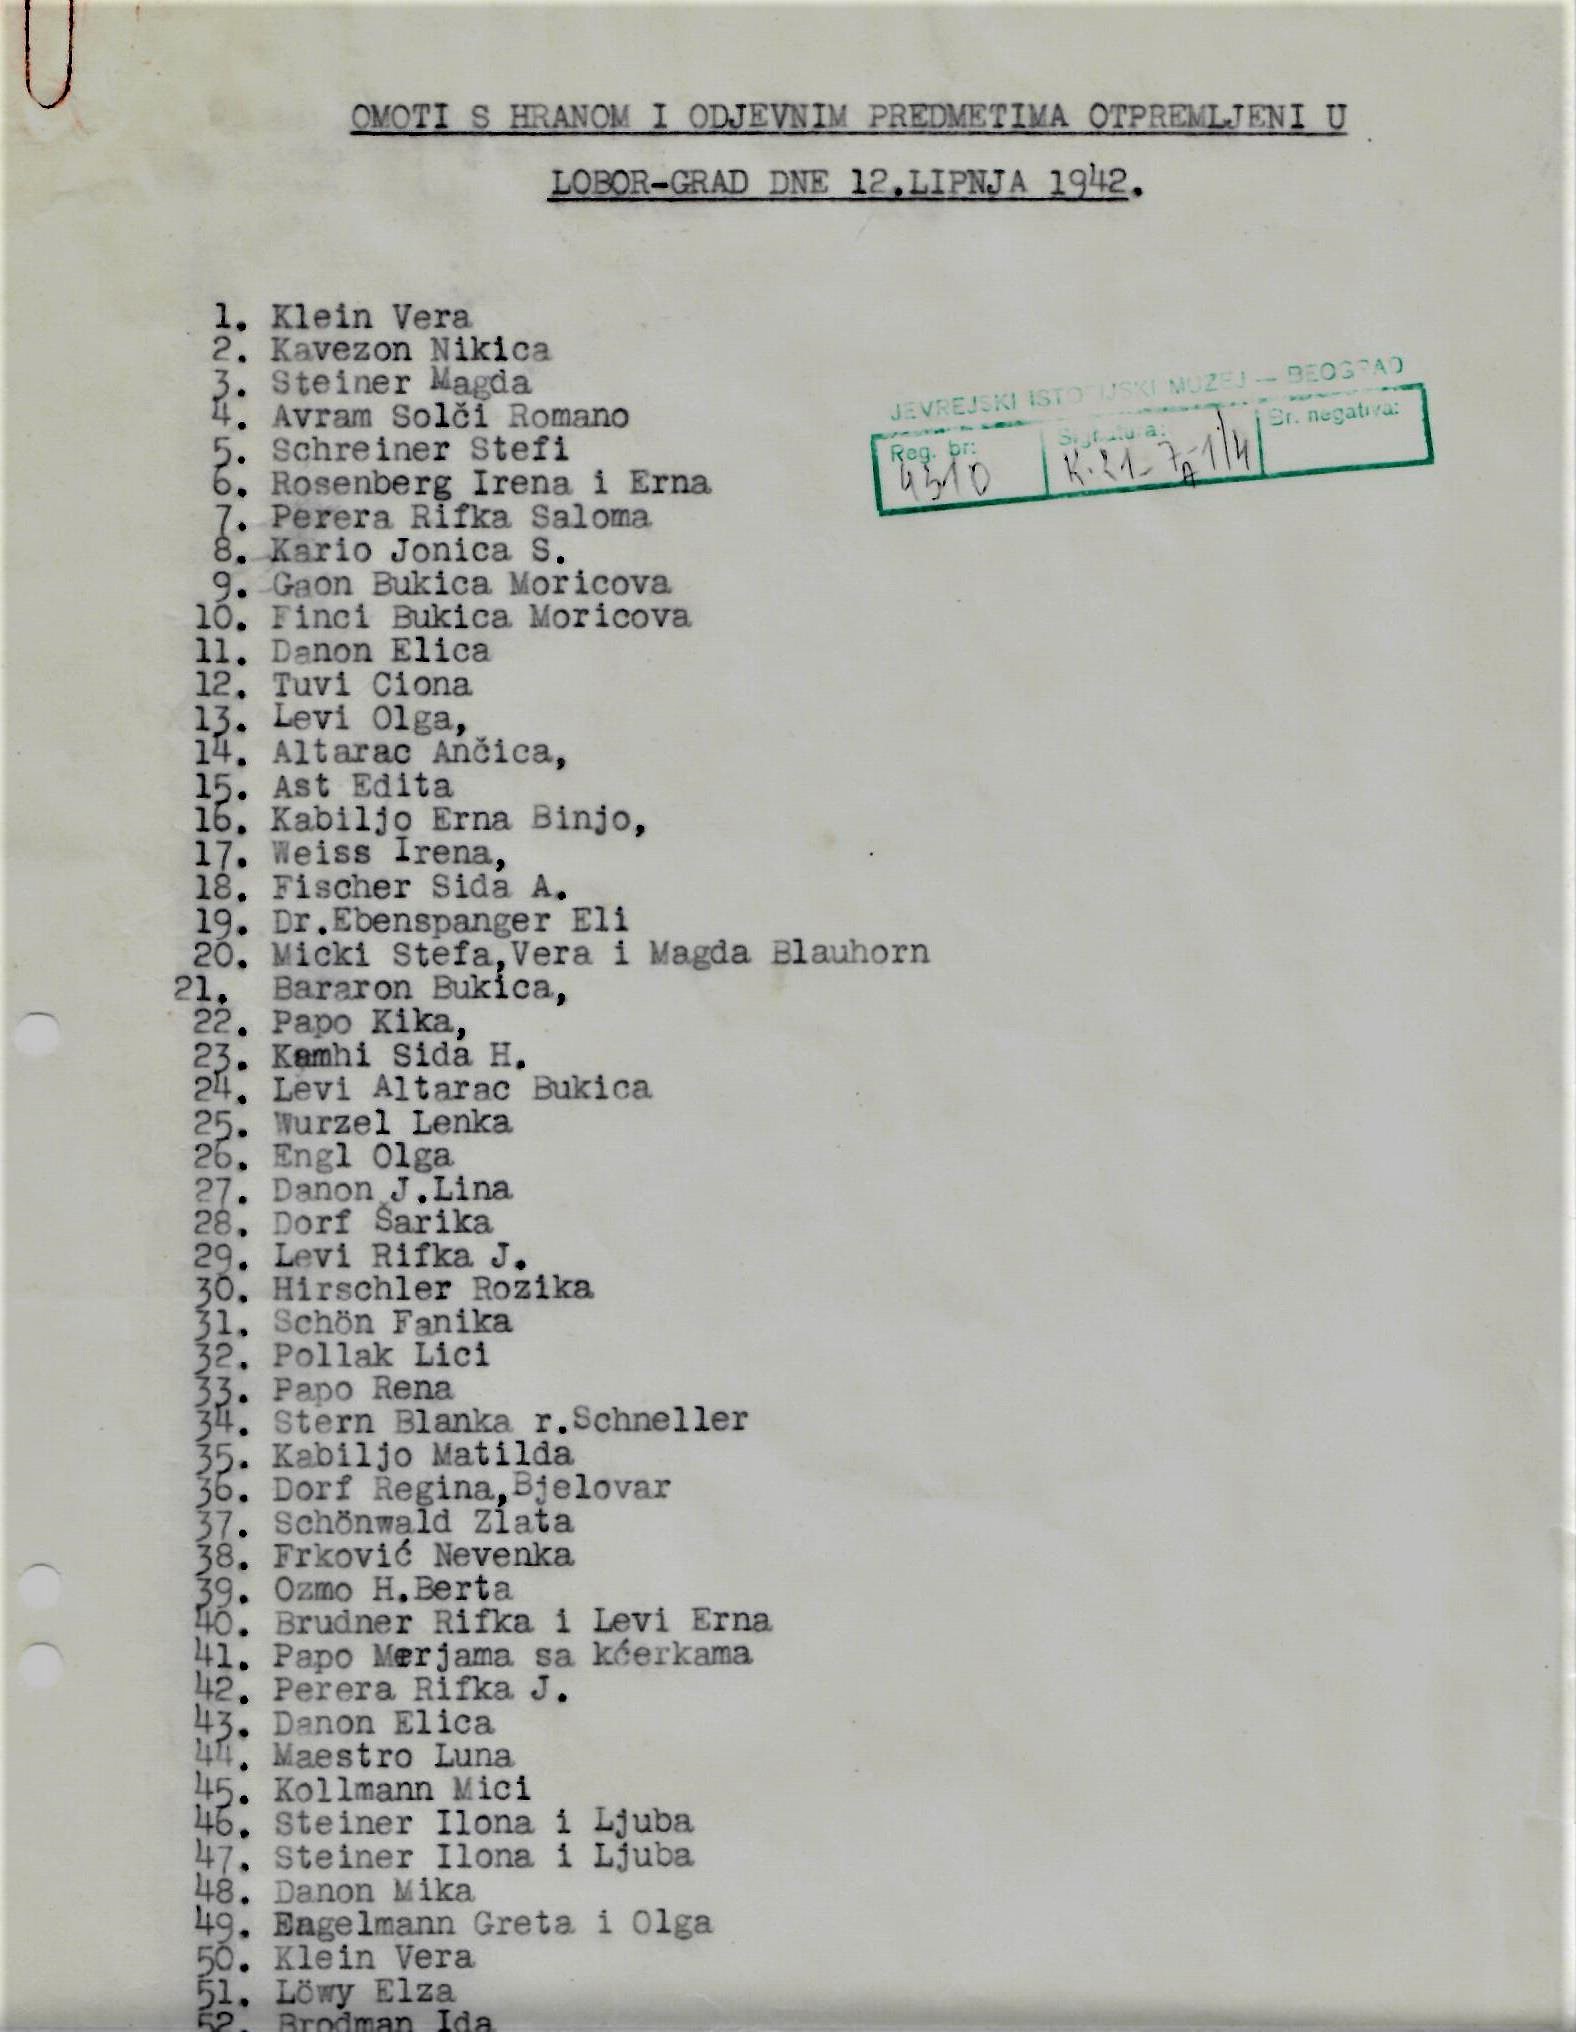 OMOTI S HRANOM I ODJEVNIM PREDMETIMA OTPREMLJENI U
LOBOR-GRAD DNE 12.LIPNJA 1942.
JEVREJSKI ISTORIJSKI MUZEJ — BEOGRAD
Reg. br: Signatura: Br. negativa:
4510 K-21-7A-1/4
1. Klein Vera
2. Kavezon Nikica
3. Steiner Magda
4. Avram Solči Romano
5. Schreiner Stefi
6. Rosenberg Irena i Erna
7. Perera Rifka Saloma
8. Kario Jonica S.
9. Gaon Bukica Moricova
10. Finci Bukica Moricova
11. Danon Elica
12. Tuvi Ciona
13. Levi Olga,
14. Altarac Ančica,
15. Ast Edita
16. Kabiljo Erna Binjo,
17. Weiss Irena,
18. Fischer Sida A.
19. Dr.Ebenspanger Eli
20. Micki Stefa,Vera i Magda Blauhorn
21. Bararon Bukica,
22. Papo Kika,
23. Kamhi Sida H.
24. Levi Altarac Bukica
25. Wurzel Lenka
26. Engl Olga
27. Danon J.Lina
28. Dorf Šarika
29. Levi Rifka J.
30. Hirschler Rozika
31. Schön Fanika
32. Pollak Lici
33. Papo Rena
34. Stern Blanka r.Schneller
35. Kabiljo Matilda
36. Dorf Regina,Bjelovar
37. Schönwald Zlata
38. Frković Nevenka
39. Ozmo H.Berta
40. Brudner Rifka i Levi Erna
41. Papo Merjama sa kćerkama
42. Perera Rifka J.
43. Danon Elica
44. Maestro Luna
45. Kollmann Mici
46. Steiner Ilona i Ljuba
47. Steiner Ilona i Ljuba
48. Danon Mika
49. Engelmann Greta i Olga
50. Klein Vera
51. Löwy Elza
52. Brodman Ida